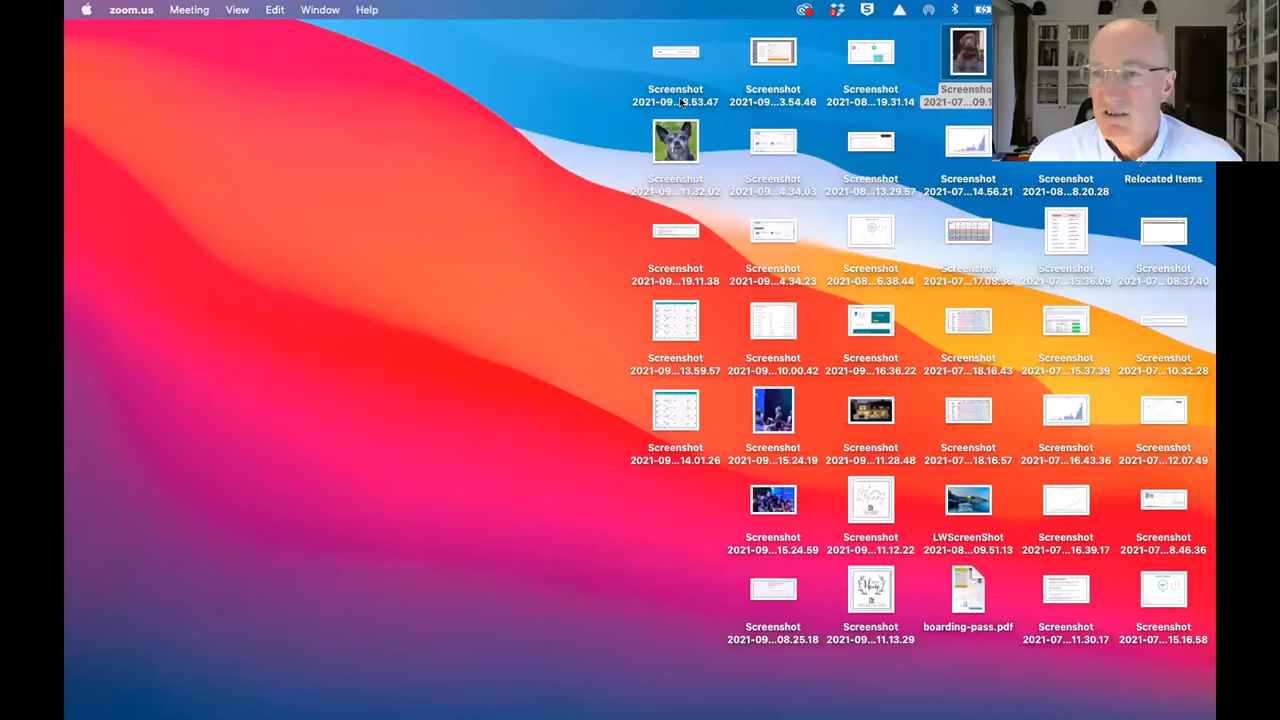 zoom.us Meeting View Edit Window Help
Screenshot
2021-09...3.53.47
Screenshot
2021-09...3.54.46
Screenshot
2021-08...19.31.14
Screensho
2021-07...09.1
Screenshot
2021-09...11.32.02
Screenshot
2021-09...4.34.03
Screenshot
2021-08...13.29.57
Screenshot
2021-07...14.56.21
Screenshot
2021-08...8.20.28
Relocated Items
Screenshot
2021-09...19.11.38
Screenshot
2021-09...4.34.23
Screenshot
2021-08...6.38.44
Screenshot
2021-07...17.08.36
Screenshot
2021-07...15.36.09
Screenshot
2021-07...08.37.40
Screenshot
2021-09...13.59.57
Screenshot
2021-09...10.00.42
Screenshot
2021-09...16.36.22
Screenshot
2021-07...18.16.43
Screenshot
2021-07...15.37.39
Screenshot
2021-07...10.32.28
Screenshot
2021-09...14.01.26
Screenshot
2021-09...15.24.19
Screenshot
2021-09...11.28.48
Screenshot
2021-07...18.16.57
Screenshot
2021-07...16.43.36
Screenshot
2021-07...12.07.49
Screenshot
2021-09...15.24.59
Screenshot
2021-09...11.12.22
LWScreenShot
2021-08...09.51.13
Screenshot
2021-07...16.39.17
Screenshot
2021-07...8.46.36
Screenshot
2021-09...08.25.18
Screenshot
2021-09...11.13.29
boarding-pass.pdf
Screenshot
2021-07...11.30.17
Screenshot
2021-07...15.16.58